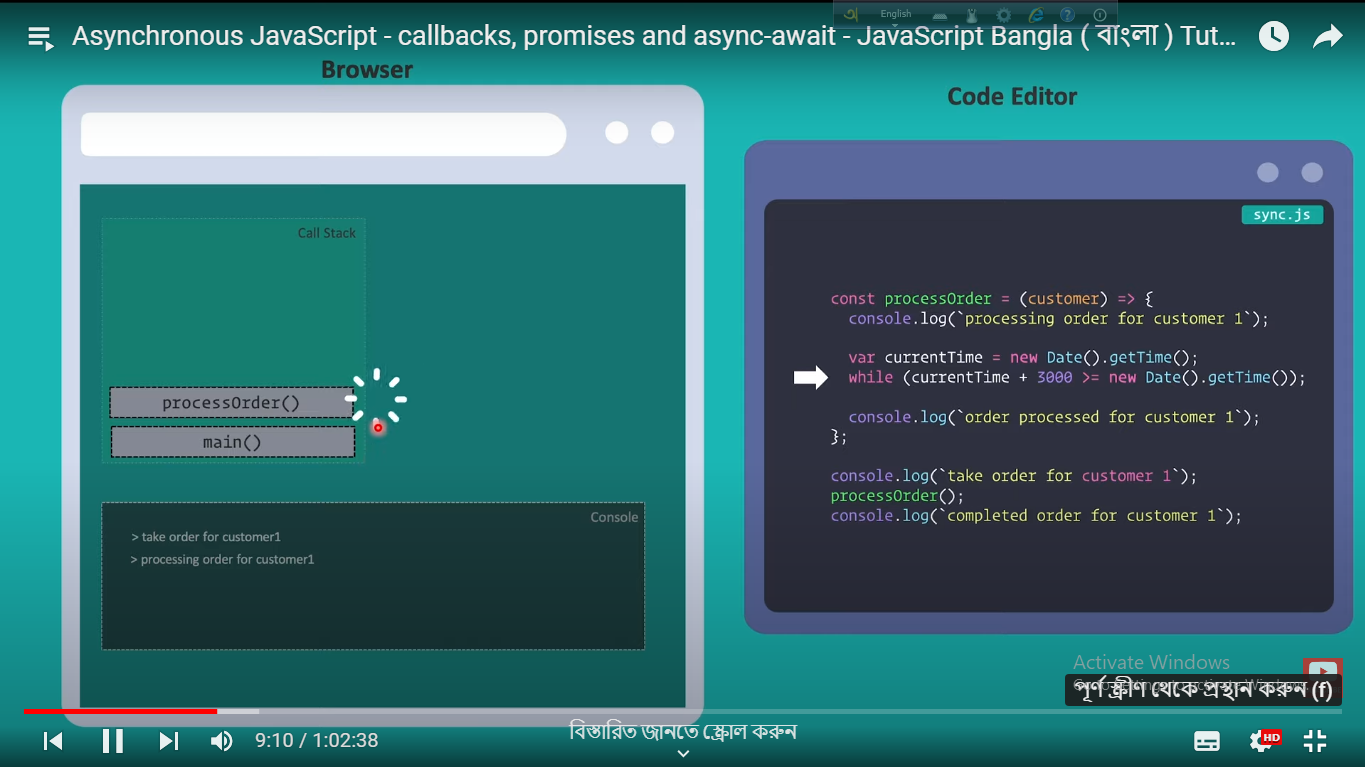 English
Asynchronous JavaScript - callbacks, promises and async-await - JavaScript Bangla ( বাংলা ) Tut...
Browser
Code Editor
Call Stack
processOrder()
main()
Console
> take order for customer1
> processing order for customer1
sync.js
const processOrder = (customer) => {
console.log(`processing order for customer 1`);
var currentTime = new Date().getTime();
while (currentTime + 3000 >= new Date().getTime());
console.log(`order processed for customer 1`);
};
console.log(`take order for customer 1`);
processOrder();
console.log(`completed order for customer 1`);
Activate Windows
পূর্ণ স্ক্রীণ থেকে প্রস্থান করুন (f)
বিস্তারিত জানতে স্ক্রোল করুন
9:10 / 1:02:38
HD